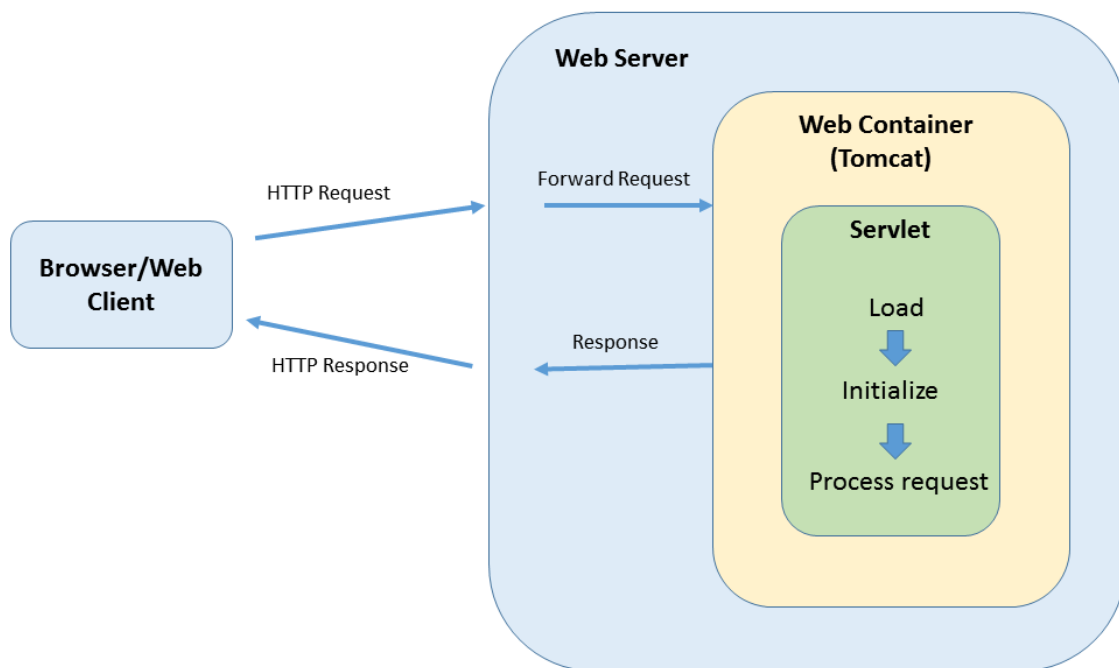 Web Server
Web Container
(Tomcat)
HTTP Request
Forward Request
Servlet
Browser/Web
Client
Load
Response
HTTP Response
Initialize
Process request